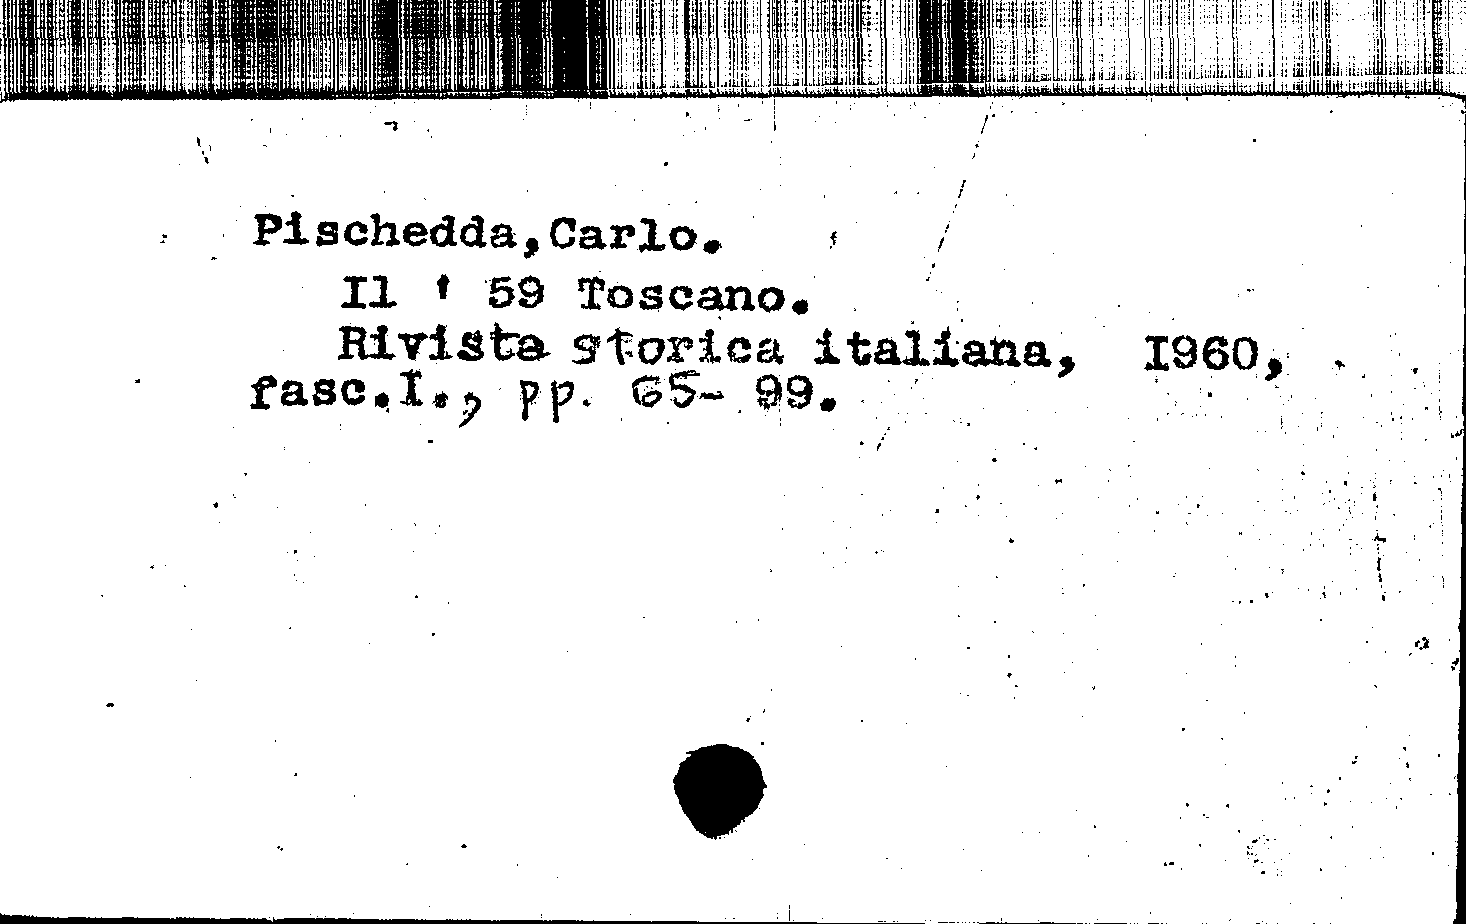 Pischedda,Carlo.
Il ' 59 Toscano.
Rivista storica italiana, I960,
fasc.I., pp. 65- 99.